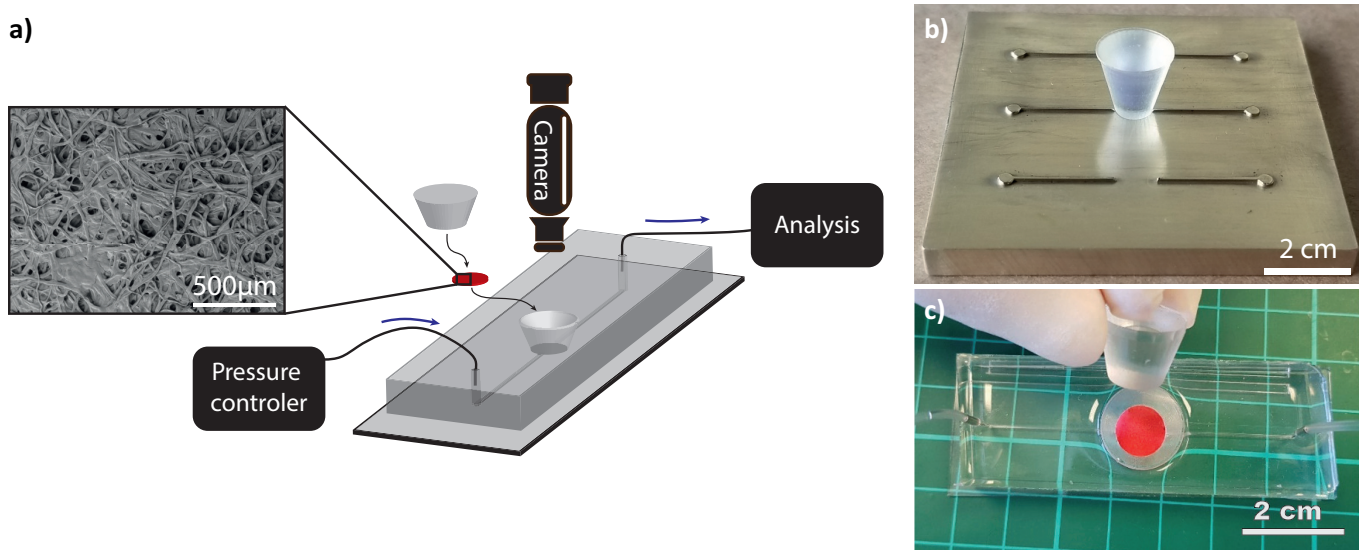 a)
Camera
500μm
Analysis
Pressure
controler
b)
2 cm
c)
2 cm